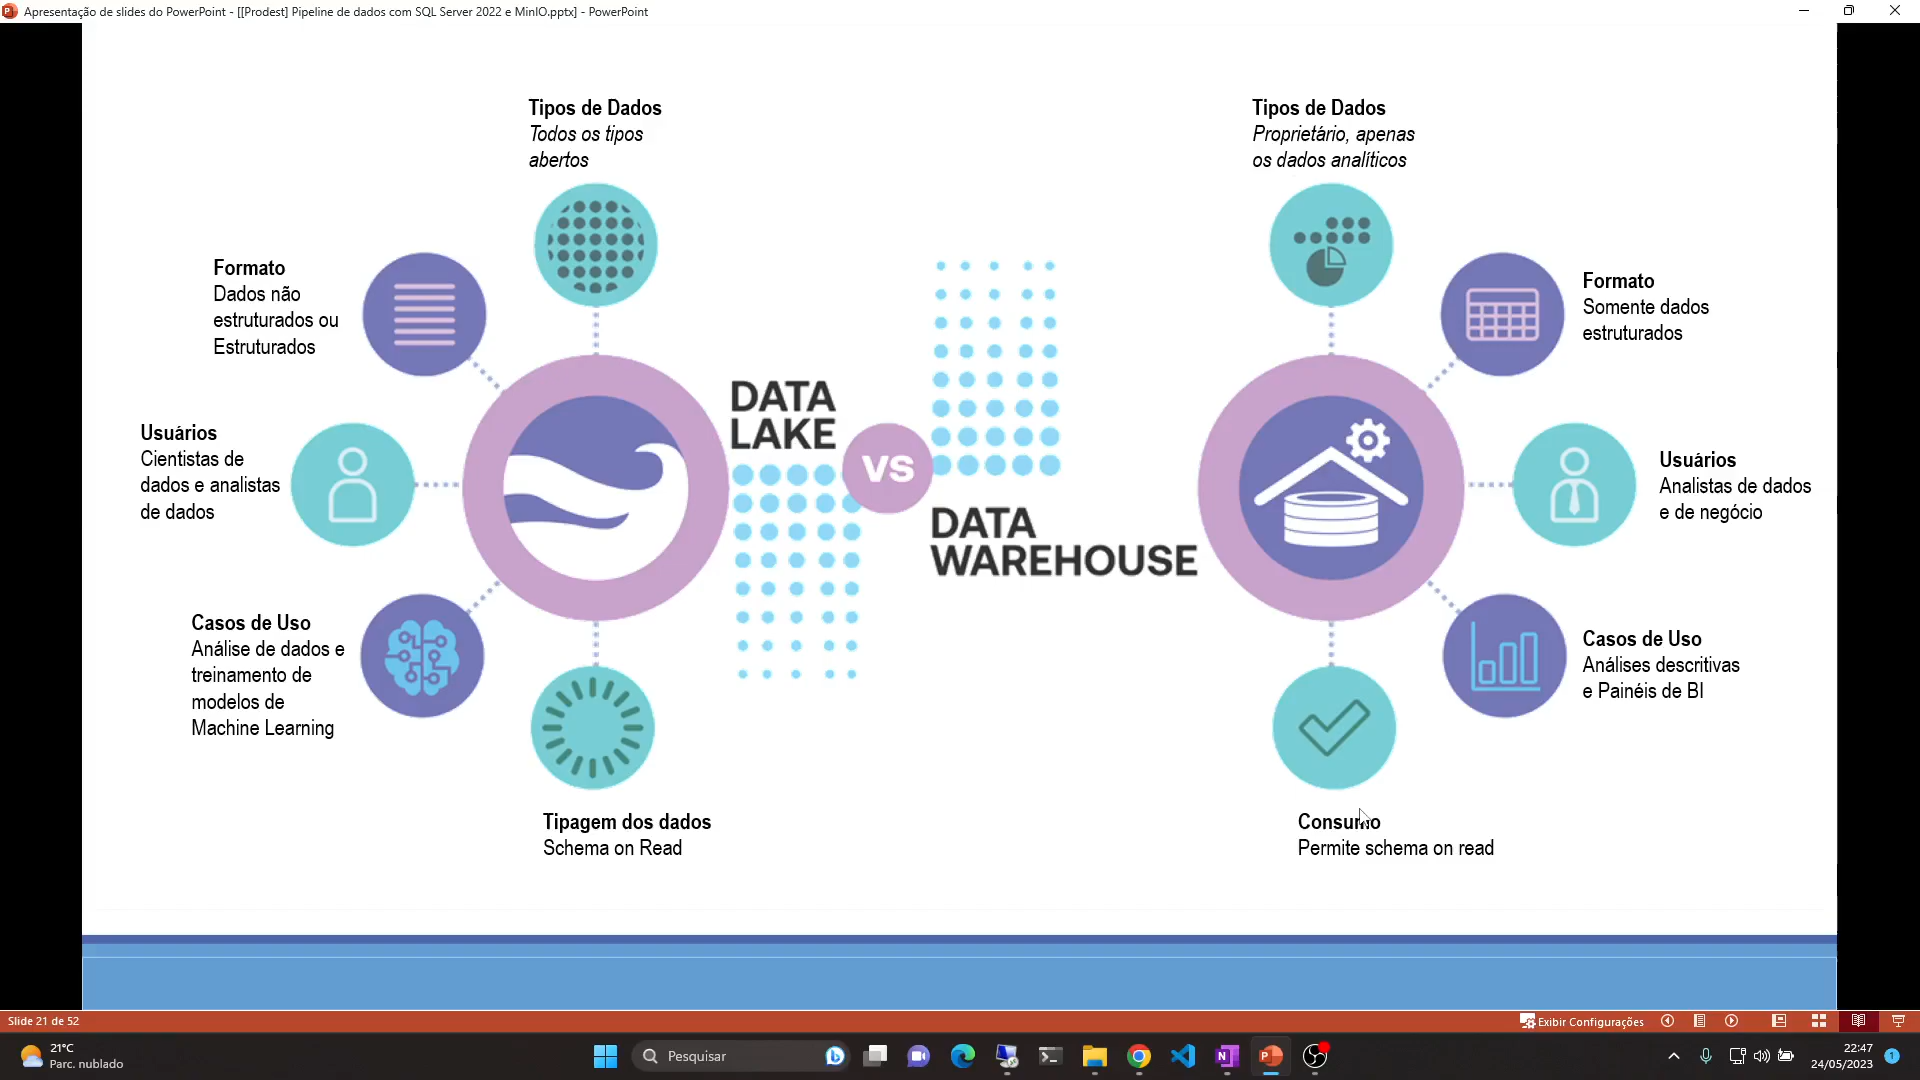 Apresentação de slides do PowerPoint - [[Prodest] Pipeline de dados com SQL Server 2022 e MinIO.pptx] - PowerPoint
Tipos de Dados
Todos os tipos
abertos
Formato
Dados não
estruturados ou
Estruturados
Usuários
Cientistas de
dados e analistas
de dados
Casos de Uso
Análise de dados e
treinamento de
modelos de
Machine Learning
Tipagem dos dados
Schema on Read
DATA
LAKE
VS
DATA
WAREHOUSE
Tipos de Dados
Proprietário, apenas
os dados analíticos
Formato
Somente dados
estruturados
Usuários
Analistas de dados
e de negócio
Casos de Uso
Análises descritivas
e Painéis de BI
Consumo
Permite schema on read
Slide 21 de 52
Exibir Configurações
21°C
Parc. nublado
Pesquisar
22:47
24/05/2023
1